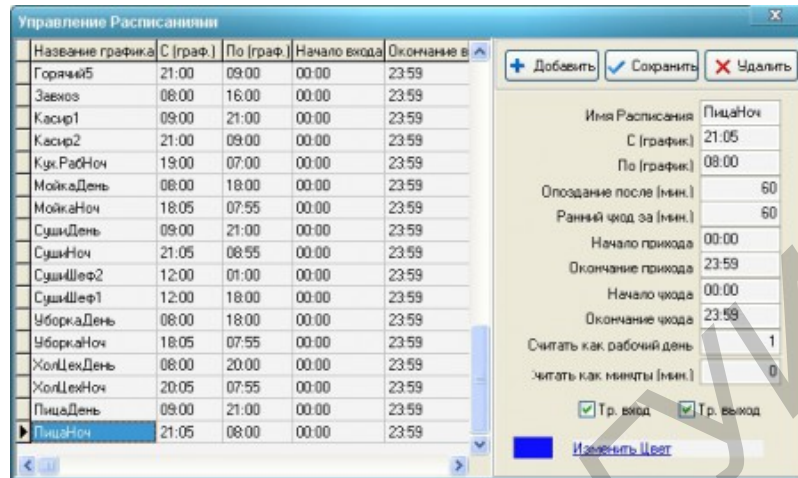 Управление Расписаниями
Название графика С (граф.) По (граф.) Начало входа Окончание в
Горячий5 21:00 09:00 00:00 23:59
Завхоз 08:00 16:00 00:00 23:59
Касир1 09:00 21:00 00:00 23:59
Касир2 21:00 09:00 00:00 23:59
Кух.РабНоч 19:00 07:00 00:00 23:59
МойкаДень 08:00 18:00 00:00 23:59
МойкаНоч 18:05 07:55 00:00 23:59
СушиДень 09:00 21:00 00:00 23:59
СушиНоч 21:05 08:55 00:00 23:59
СушиШеф2 12:00 01:00 00:00 23:59
СушиШеф1 12:00 18:00 00:00 23:59
УборкаДень 08:00 18:00 00:00 23:59
УборкаНоч 18:05 07:55 00:00 23:59
ХолЦехДень 08:00 20:00 00:00 23:59
ХолЦехНоч 20:05 07:55 00:00 23:59
ПицаДень 09:00 21:00 00:00 23:59
ПицаНоч 21:05 08:00 00:00 23:59
Добавить Сохранить Удалить
Имя Расписания ПицаНоч
С (график) 21:05
По (график) 08:00
Опоздание после (мин.) 60
Ранний уход за (мин.) 60
Начало прихода 00:00
Окончание прихода 23:59
Начало ухода 00:00
Окончание ухода 23:59
Считать как рабочий день 1
читать как минуты (мин.) 0
Тр. вход Тр. выход
Изменить Цвет